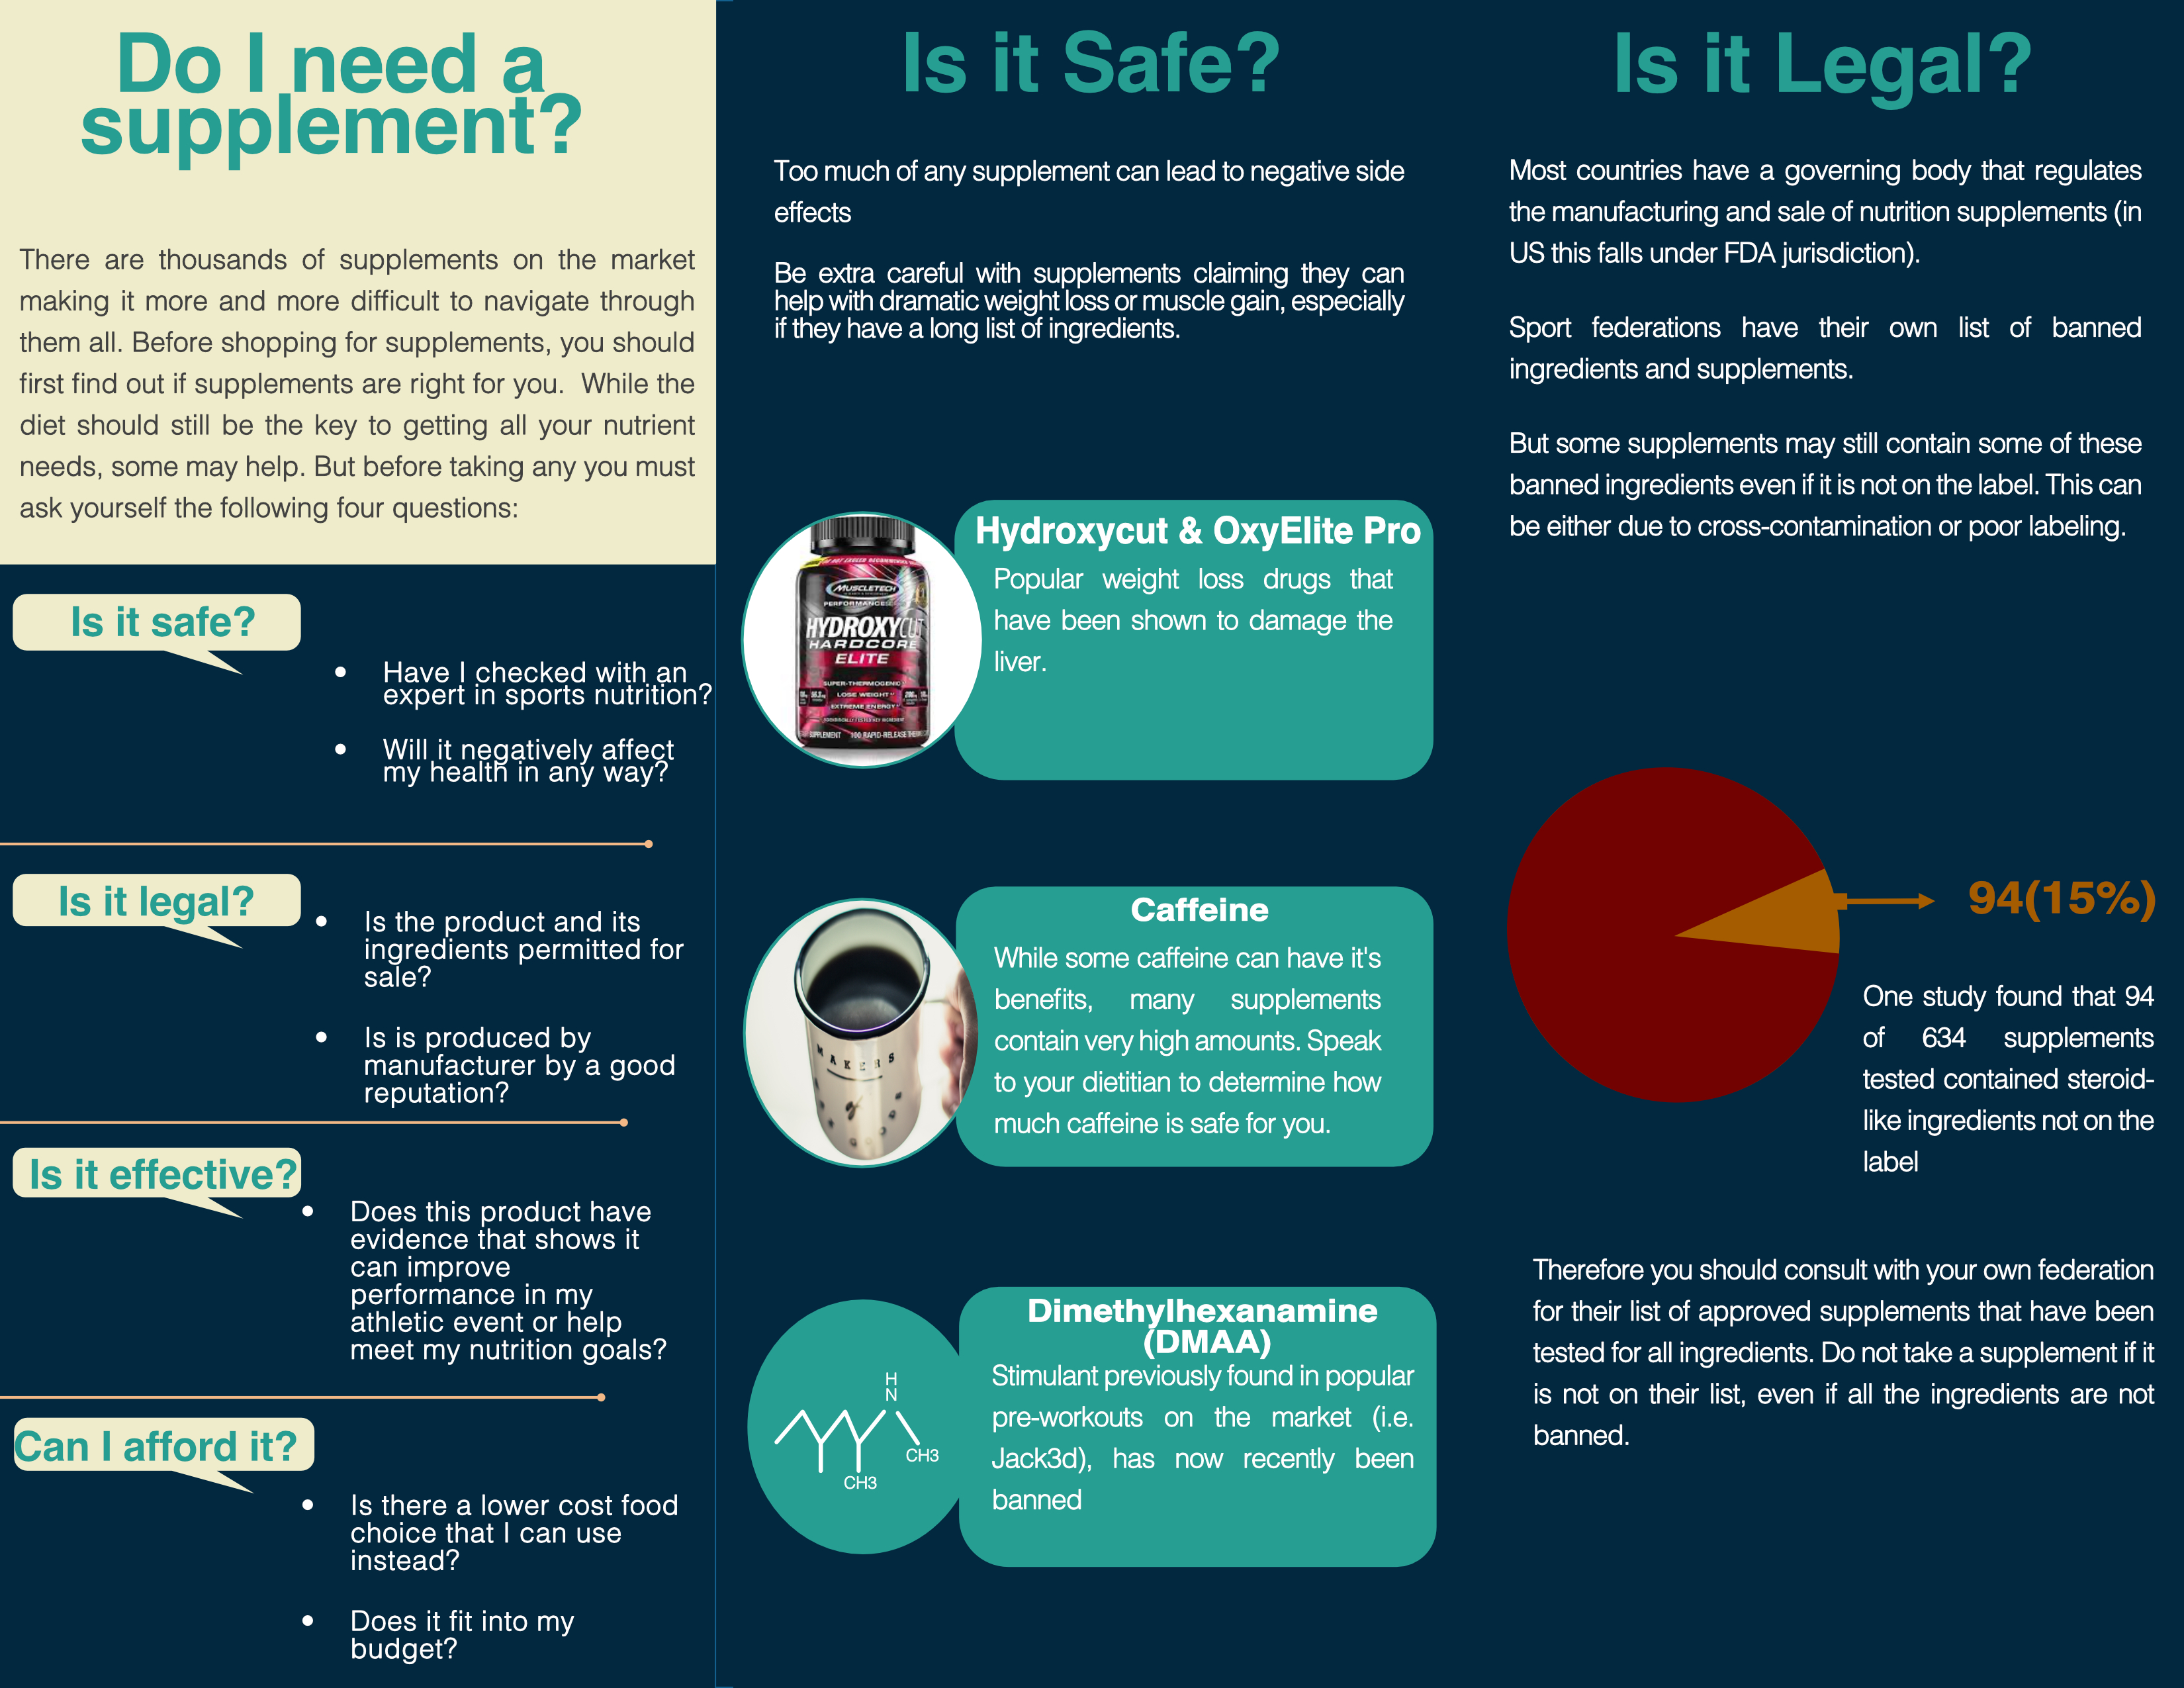 Do I need a
supplement?
There are thousands of supplements on the market
making it more and more difficult to navigate through
them all. Before shopping for supplements, you should
first find out if supplements are right for you. While the
diet should still be the key to getting all your nutrient
needs, some may help. But before taking any you must
ask yourself the following four questions:
Is it safe?
• Have I checked with an
expert in sports nutrition?
• Will it negatively affect
my health in any way?
Is it legal?
• Is the product and its
ingredients permitted for
sale?
• Is is produced by
manufacturer by a good
reputation?
Is it effective?
• Does this product have
evidence that shows it
can improve
performance in my
athletic event or help
meet my nutrition goals?
Can I afford it?
• Is there a lower cost food
choice that I can use
instead?
• Does it fit into my
budget?
Is it Safe?
Too much of any supplement can lead to negative side
effects
Be extra careful with supplements claiming they can
help with dramatic weight loss or muscle gain, especially
if they have a long list of ingredients.
MUSCLETECH
PERFORMANCE
HYDROXYCUT
HARDCORE
ELITE
SUPER-THERMOGENIC
LOSE WEIGHT
EXTREME ENERGY
100 RAPID-RELEASE
Hydroxycut & OxyElite Pro
Popular weight loss drugs that
have been shown to damage the
liver.
MAKERS
Caffeine
While some caffeine can have it's
benefits, many supplements
contain very high amounts. Speak
to your dietitian to determine how
much caffeine is safe for you.
H
N
CH3
CH3
Dimethylhexanamine
(DMAA)
Stimulant previously found in popular
pre-workouts on the market (i.e.
Jack3d), has now recently been
banned
Is it Legal?
Most countries have a governing body that regulates
the manufacturing and sale of nutrition supplements (in
US this falls under FDA jurisdiction).
Sport federations have their own list of banned
ingredients and supplements.
But some supplements may still contain some of these
banned ingredients even if it is not on the label. This can
be either due to cross-contamination or poor labeling.
94(15%)
One study found that 94
of 634 supplements
tested contained steroid-
like ingredients not on the
label
Therefore you should consult with your own federation
for their list of approved supplements that have been
tested for all ingredients. Do not take a supplement if it
is not on their list, even if all the ingredients are not
banned.